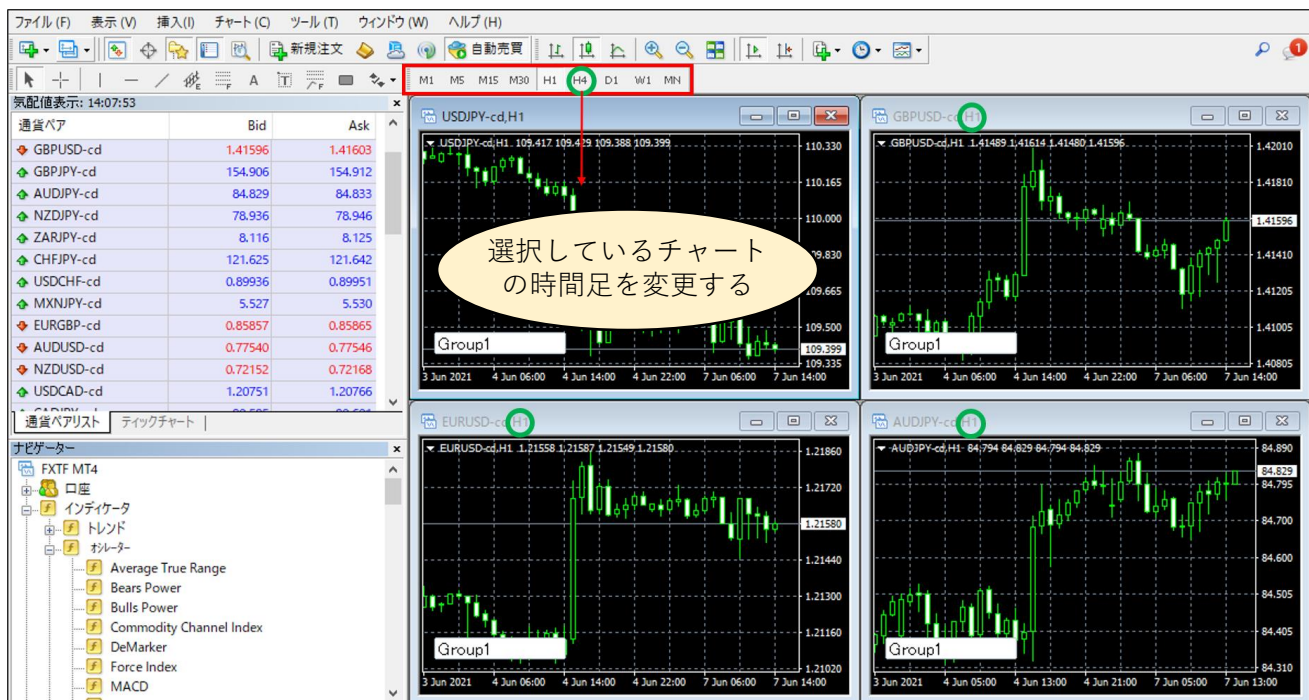 ファイル (F) 表示 (V) 挿入(I) チャート (C) ツール (T) ウィンドウ (W) ヘルプ (H)
新規注文 自動売買 1
A T M1 M5 M15 M30 H1 H4 D1 W1 MN
気配値表示: 14:07:53
通貨ペア Bid Ask
GBPUSD-cd 1.41596 1.41603
GBPJPY-cd 154.906 154.912
AUDJPY-cd 84.829 84.833
NZDJPY-cd 78.936 78.946
ZARJPY-cd 8.116 8.125
CHFJPY-cd 121.625 121.642
USDCHF-cd 0.89936 0.89951
MXNJPY-cd 5.527 5.530
EURGBP-cd 0.85857 0.85865
AUDUSD-cd 0.77540 0.77546
NZDUSD-cd 0.72152 0.72168
USDCAD-cd 1.20751 1.20766
通貨ペアリスト ティックチャート
ナビゲーター
FXTF MT4
口座
インディケータ
トレンド
オシレーター
Average True Range
Bears Power
Bulls Power
Commodity Channel Index
DeMarker
Force Index
MACD
USDJPY-cd,H1
USDJPY-cd,H1 109.417 109.429 109.388 109.399
110.330
110.165
110.000
109.830
109.665
109.500
109.399
109.335
選択しているチャート
の時間足を変更する
Group1
3 Jun 2021 4 Jun 06:00 4 Jun 14:00 4 Jun 22:00 7 Jun 06:00 7 Jun 14:00
GBPUSD-cd,H1
GBPUSD-cd,H1 1.41489 1.41614 1.41480 1.41596
1.42010
1.41810
1.41596
1.41410
1.41205
1.41005
1.40805
Group1
3 Jun 2021 4 Jun 06:00 4 Jun 14:00 4 Jun 22:00 7 Jun 06:00 7 Jun 14:00
EURUSD-cd,H1
EURUSD-cd,H1 1.21558 1.21587 1.21549 1.21580
1.21860
1.21720
1.21580
1.21440
1.21300
1.21160
1.21020
Group1
3 Jun 2021 4 Jun 06:00 4 Jun 14:00 4 Jun 22:00 7 Jun 06:00 7 Jun 14:00
AUDJPY-cd,H1
AUDJPY-cd,H1 84.794 84.829 84.794 84.829
84.890
84.829
84.795
84.700
84.600
84.505
84.405
84.310
Group1
3 Jun 2021 4 Jun 05:00 4 Jun 13:00 4 Jun 21:00 7 Jun 05:00 7 Jun 13:00